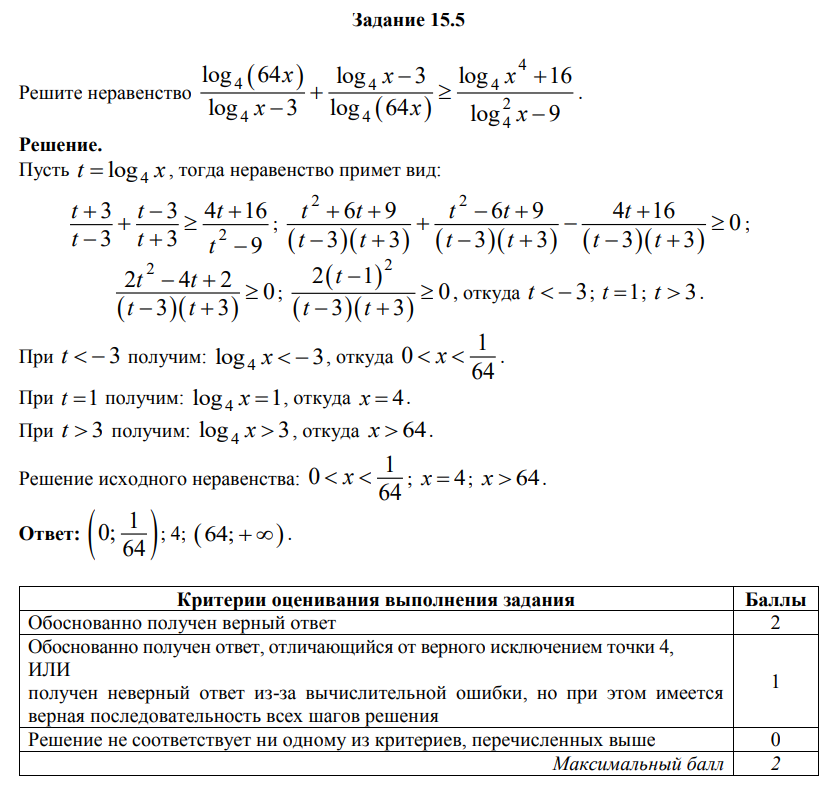 Задание 15.5
Решите неравенство $\frac{\log_4(64x)}{\log_4 x-3}+\frac{\log_4 x-3}{\log_4(64x)}\geq\frac{\log_4 x^4+16}{\log_4^2 x-9}$.
Решение.
Пусть $t=\log_4 x$, тогда неравенство примет вид:
$\frac{t+3}{t-3}+\frac{t-3}{t+3}\geq\frac{4t+16}{t^2-9}$; $\frac{t^2+6t+9}{(t-3)(t+3)}+\frac{t^2-6t+9}{(t-3)(t+3)}-\frac{4t+16}{(t-3)(t+3)}\geq 0$;
$\frac{2t^2-4t+2}{(t-3)(t+3)}\geq 0$; $\frac{2(t-1)^2}{(t-3)(t+3)}\geq 0$, откуда $t<-3$; $t=1$; $t>3$.
При $t<-3$ получим: $\log_4 x<-3$, откуда $0<x<\frac{1}{64}$.
При $t=1$ получим: $\log_4 x=1$, откуда $x=4$.
При $t>3$ получим: $\log_4 x>3$, откуда $x>64$.
Решение исходного неравенства: $0<x<\frac{1}{64}$; $x=4$; $x>64$.
Ответ: $\left(0;\frac{1}{64}\right)$; 4; $(64;+\infty)$.
Критерии оценивания выполнения задания Баллы
Обоснованно получен верный ответ 2
Обоснованно получен ответ, отличающийся от верного исключением точки 4,
ИЛИ
получен неверный ответ из-за вычислительной ошибки, но при этом имеется
верная последовательность всех шагов решения 1
Решение не соответствует ни одному из критериев, перечисленных выше 0
Максимальный балл 2